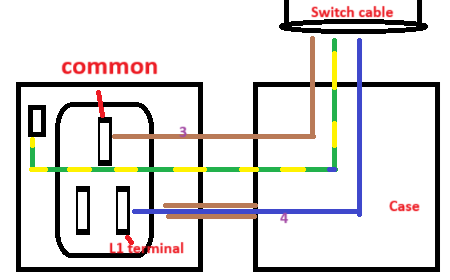 Switch cable
common
3
4
Case
L1 terminal